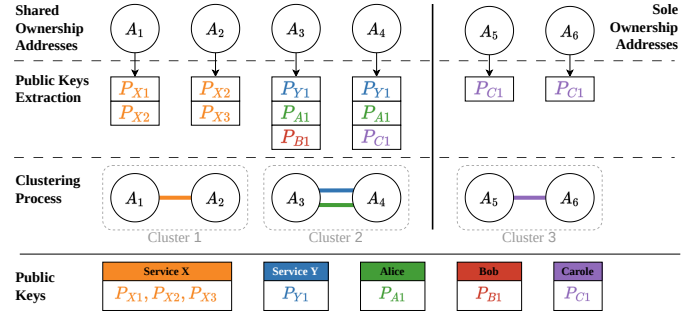 Shared
Ownership
Addresses
A1 A2 A3 A4 A5 A6
Sole
Ownership
Addresses
Public Keys
Extraction
PX1 PX2 PY1 PY1 PC1 PC1
PX2 PX3 PA1 PA1
PB1 PC1
Clustering
Process
A1 A2 A3 A4 A5 A6
Cluster 1 Cluster 2 Cluster 3
Public
Keys
Service X Service Y Alice Bob Carole
PX1, PX2, PX3 PY1 PA1 PB1 PC1